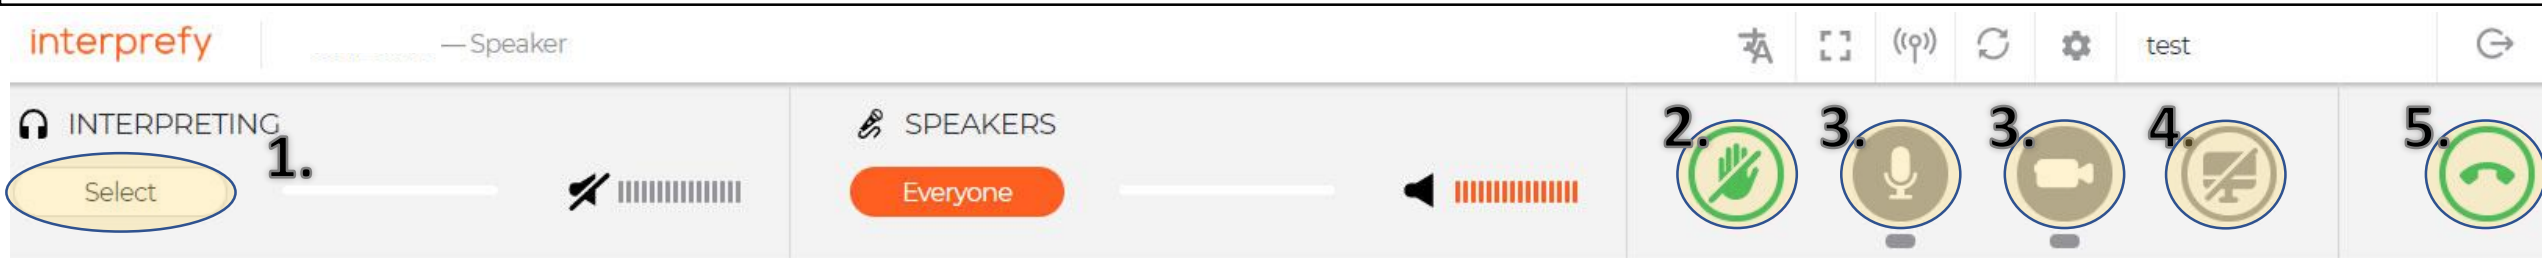 interprefy
— Speaker
test
INTERPRETING
1.
Select
SPEAKERS
Everyone
2.
3.
3.
4.
5.